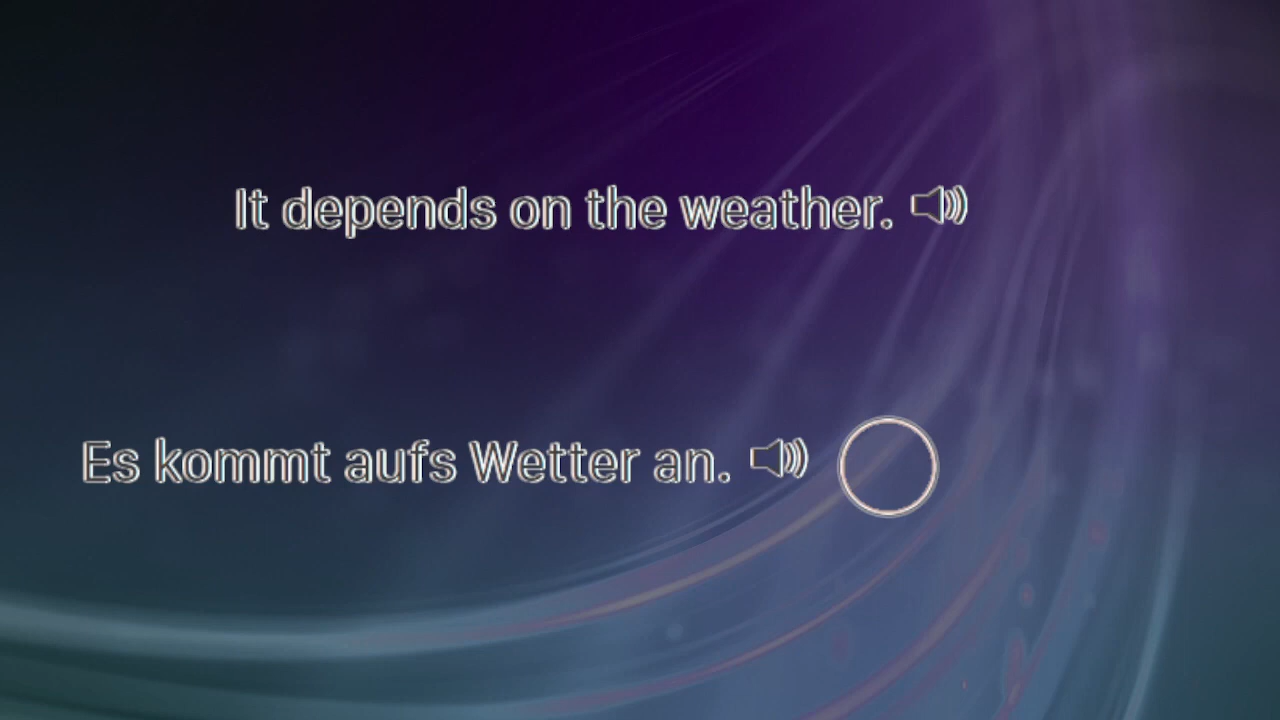 It depends on the weather.
Es kommt aufs Wetter an.